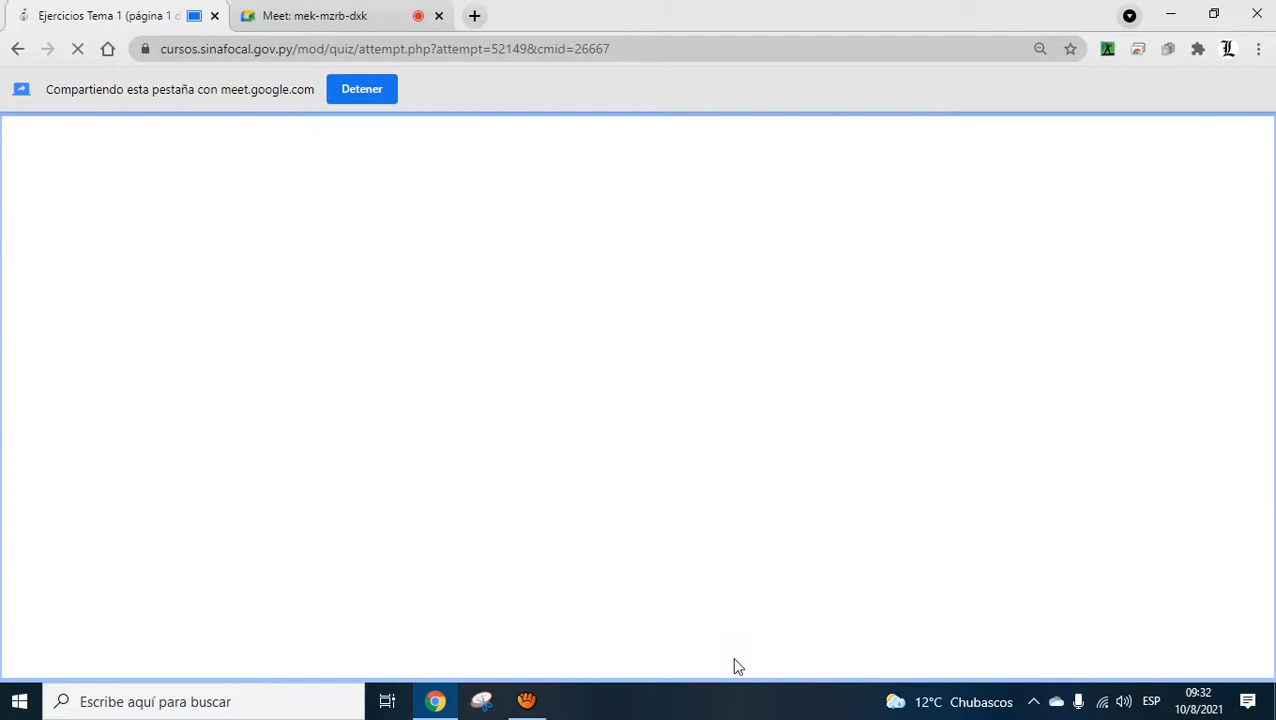 Ejercicios Tema 1 (página 1 d
Meet: mek-mzrb-dxk
cursos.sinafocal.gov.py/mod/quiz/attempt.php?attempt=52149&cmid=26667
Compartiendo esta pestaña con meet.google.com
Detener
Escribe aquí para buscar
12°C Chubascos
ESP
09:32
10/8/2021